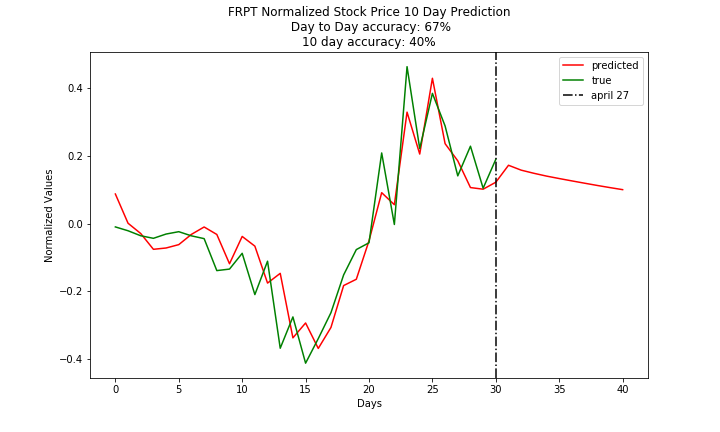 FRPT Normalized Stock Price 10 Day Prediction
Day to Day accuracy: 67%
10 day accuracy: 40%
predicted
true
april 27
Normalized Values
0.4
0.2
0.0
−0.2
−0.4
0 5 10 15 20 25 30 35 40
Days